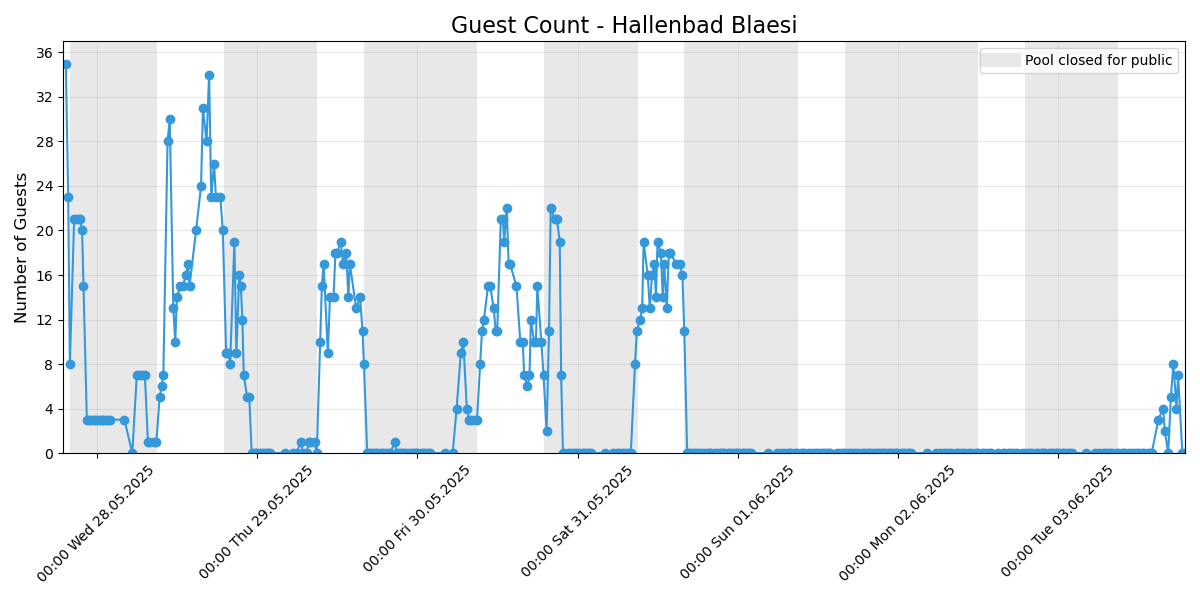 Guest Count - Hallenbad Blaesi
Pool closed for public
Number of Guests
36
32
28
24
20
16
12
8
4
0
00:00 Wed 28.05.2025
00:00 Thu 29.05.2025
00:00 Fri 30.05.2025
00:00 Sat 31.05.2025
00:00 Sun 01.06.2025
00:00 Mon 02.06.2025
00:00 Tue 03.06.2025